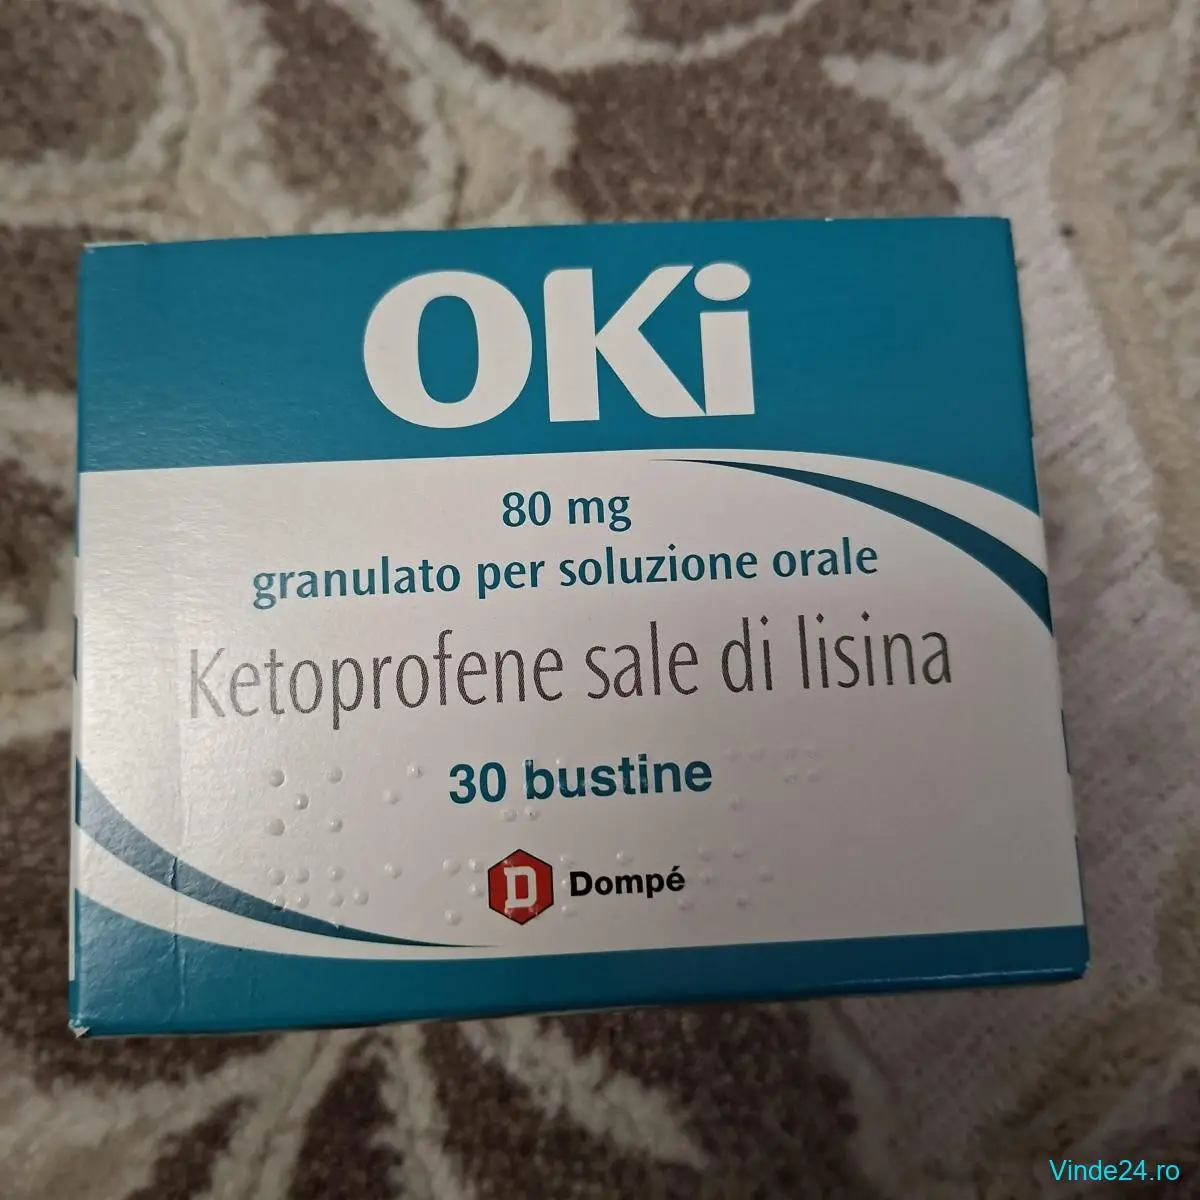 OKi
80 mg
granulato per soluzione orale
Ketoprofene sale di lisina
30 bustine
D Dompé
Vinde24.ro